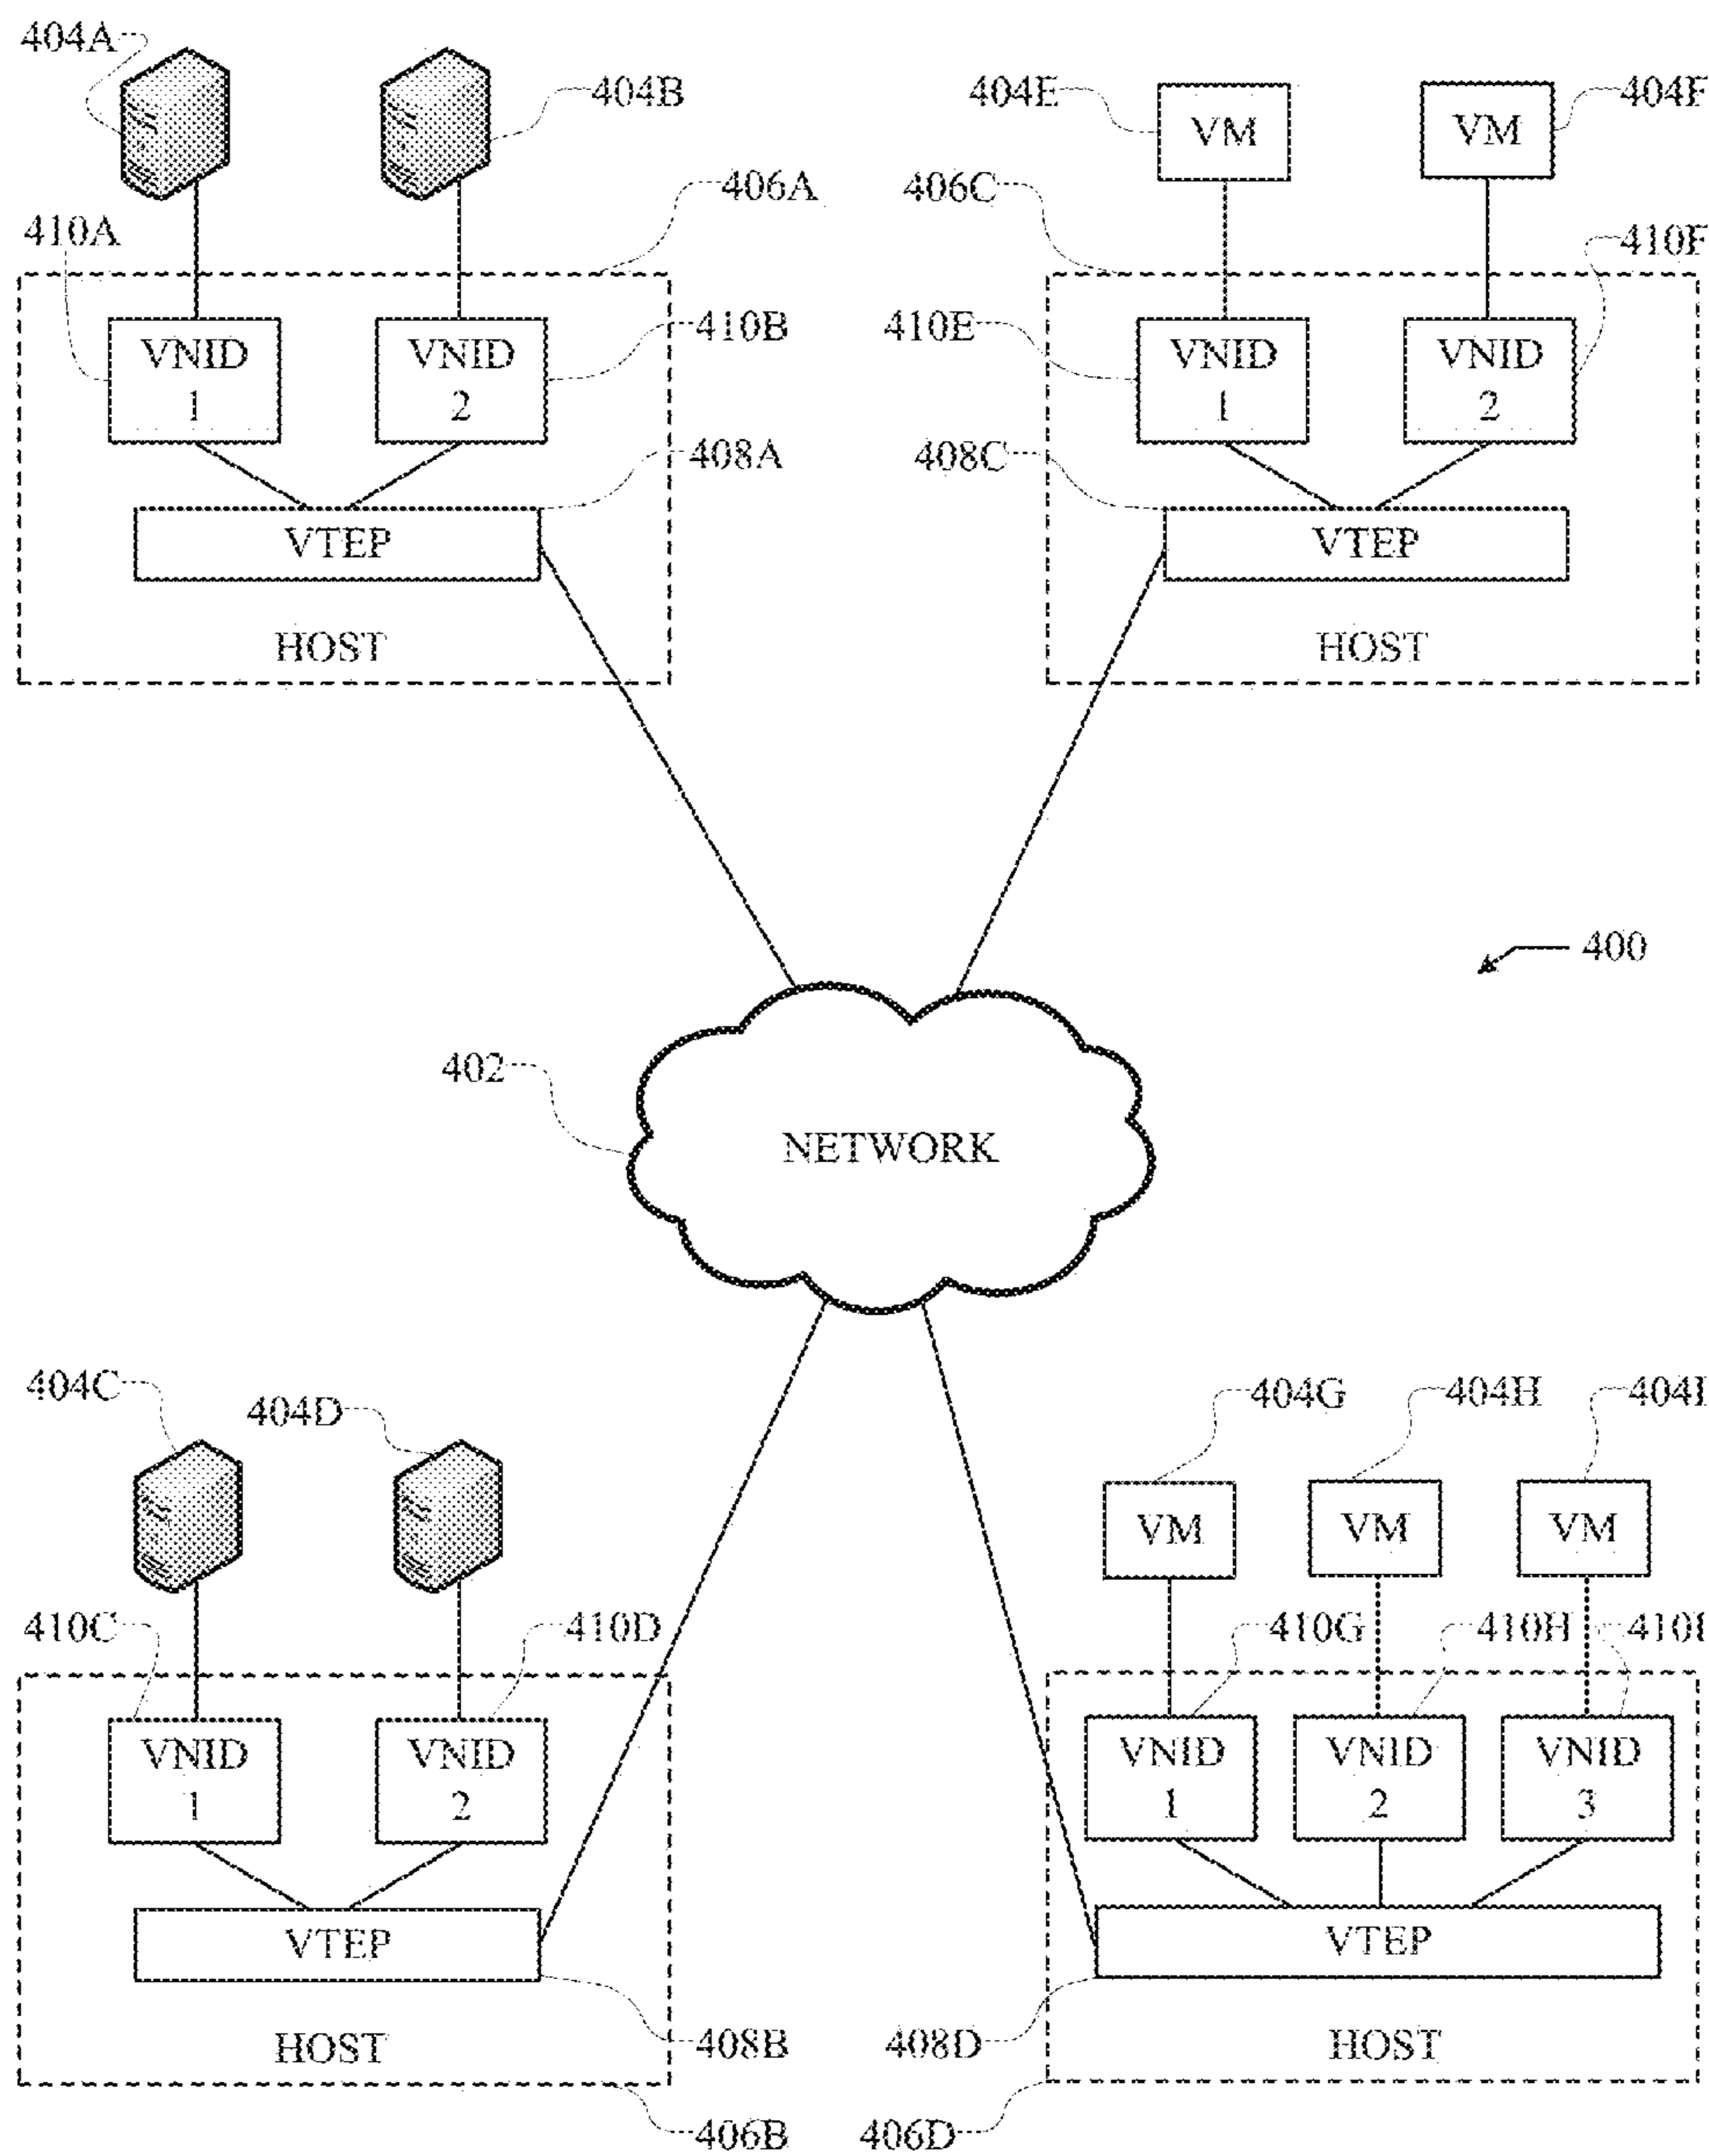 404A
404B
404E
VM
VM
404F
406A
406C
410A
410F
VNID
1
VNID
2
410B
410E
VNID
1
VNID
2
408A
408C
VTEP
VTEP
HOST
HOST
400
402
NETWORK
404C
404D
404G
404H
404I
VM
VM
VM
410C
410D
410G
410H
410I
VNID
1
VNID
2
VNID
1
VNID
2
VNID
3
VTEP
VTEP
HOST
408B
408D
HOST
406B
406D